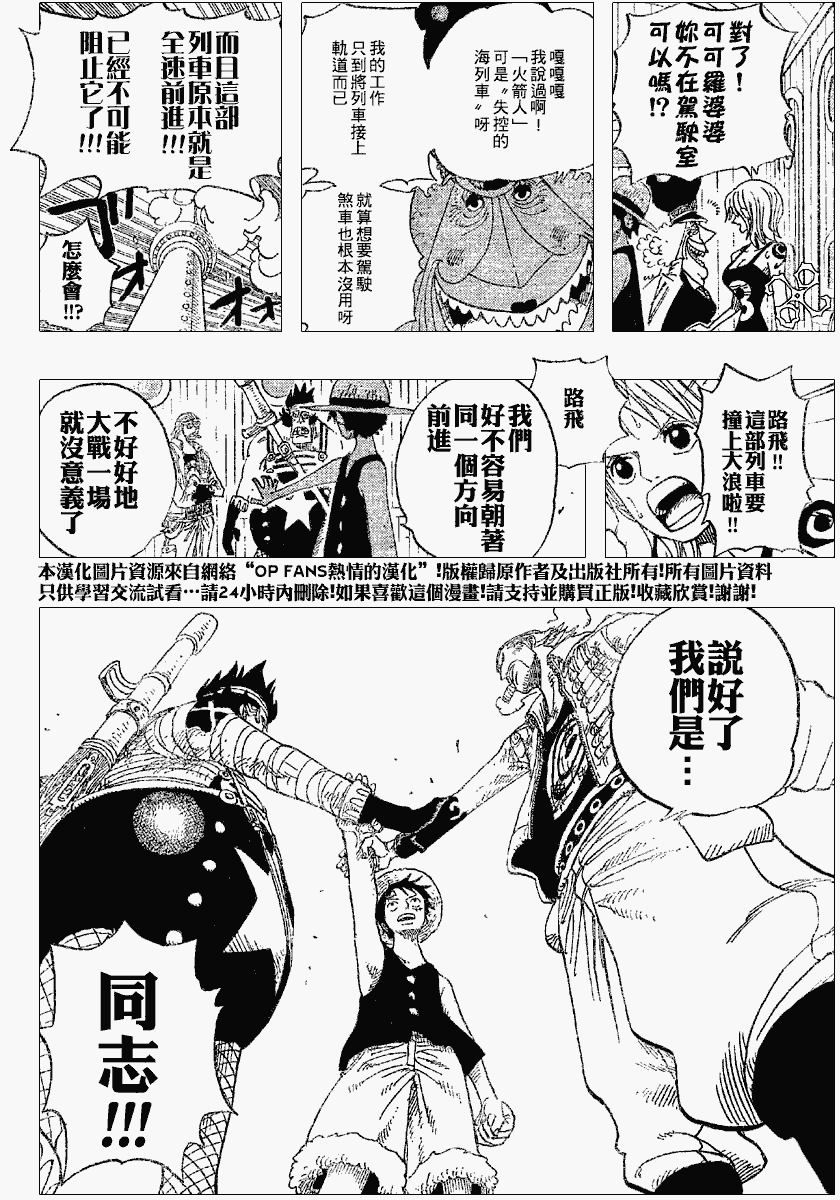 對了！
可可羅婆婆
妳不在駕駛室
可以嗎！？
嘎嘎嘎
我說過啊！
「火箭人」
可是〝失控的
海列車〞呀
我的工作
只到將列車接上
軌道而已
就算想要駕駛
煞車也根本沒用呀
而且這部
列車原本就是
全速前進！！！
已經不可能
阻止它了！！！
ゴオオオ
怎麼會！！？
路飛！！
這部列車要
撞上大浪啦！！
路飛
我們
好不容易朝著
同一個方向
前進
不好好地
大戰一場
就沒意義了
本漢化圖片資源來自網絡“OP FANS熱情的漢化”！版權歸原作者及出版社所有！所有圖片資料
只供學習交流試看…請24小時內刪除！如果喜歡這個漫畫！請支持並購買正版！收藏欣賞！謝謝！
說好了
我們是…
同志！！！